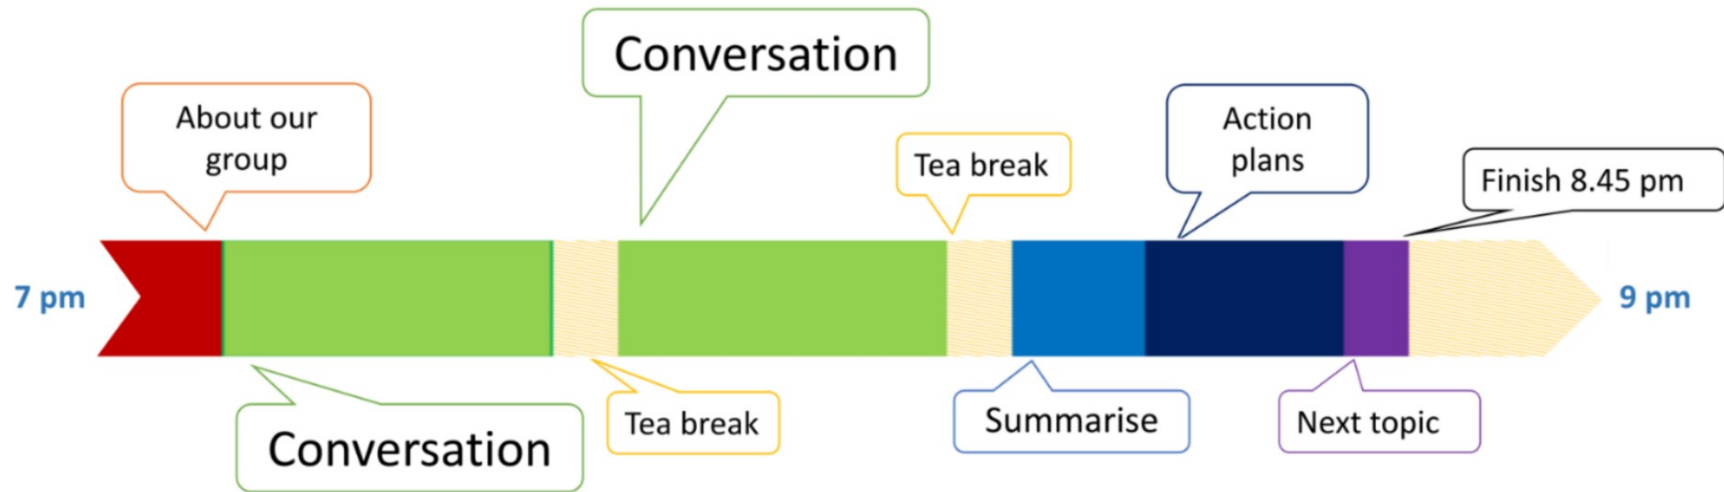 7 pm
About our
group
Conversation
Tea break
Conversation
Tea break
Summarise
Action
plans
Next topic
Finish 8.45 pm
9 pm